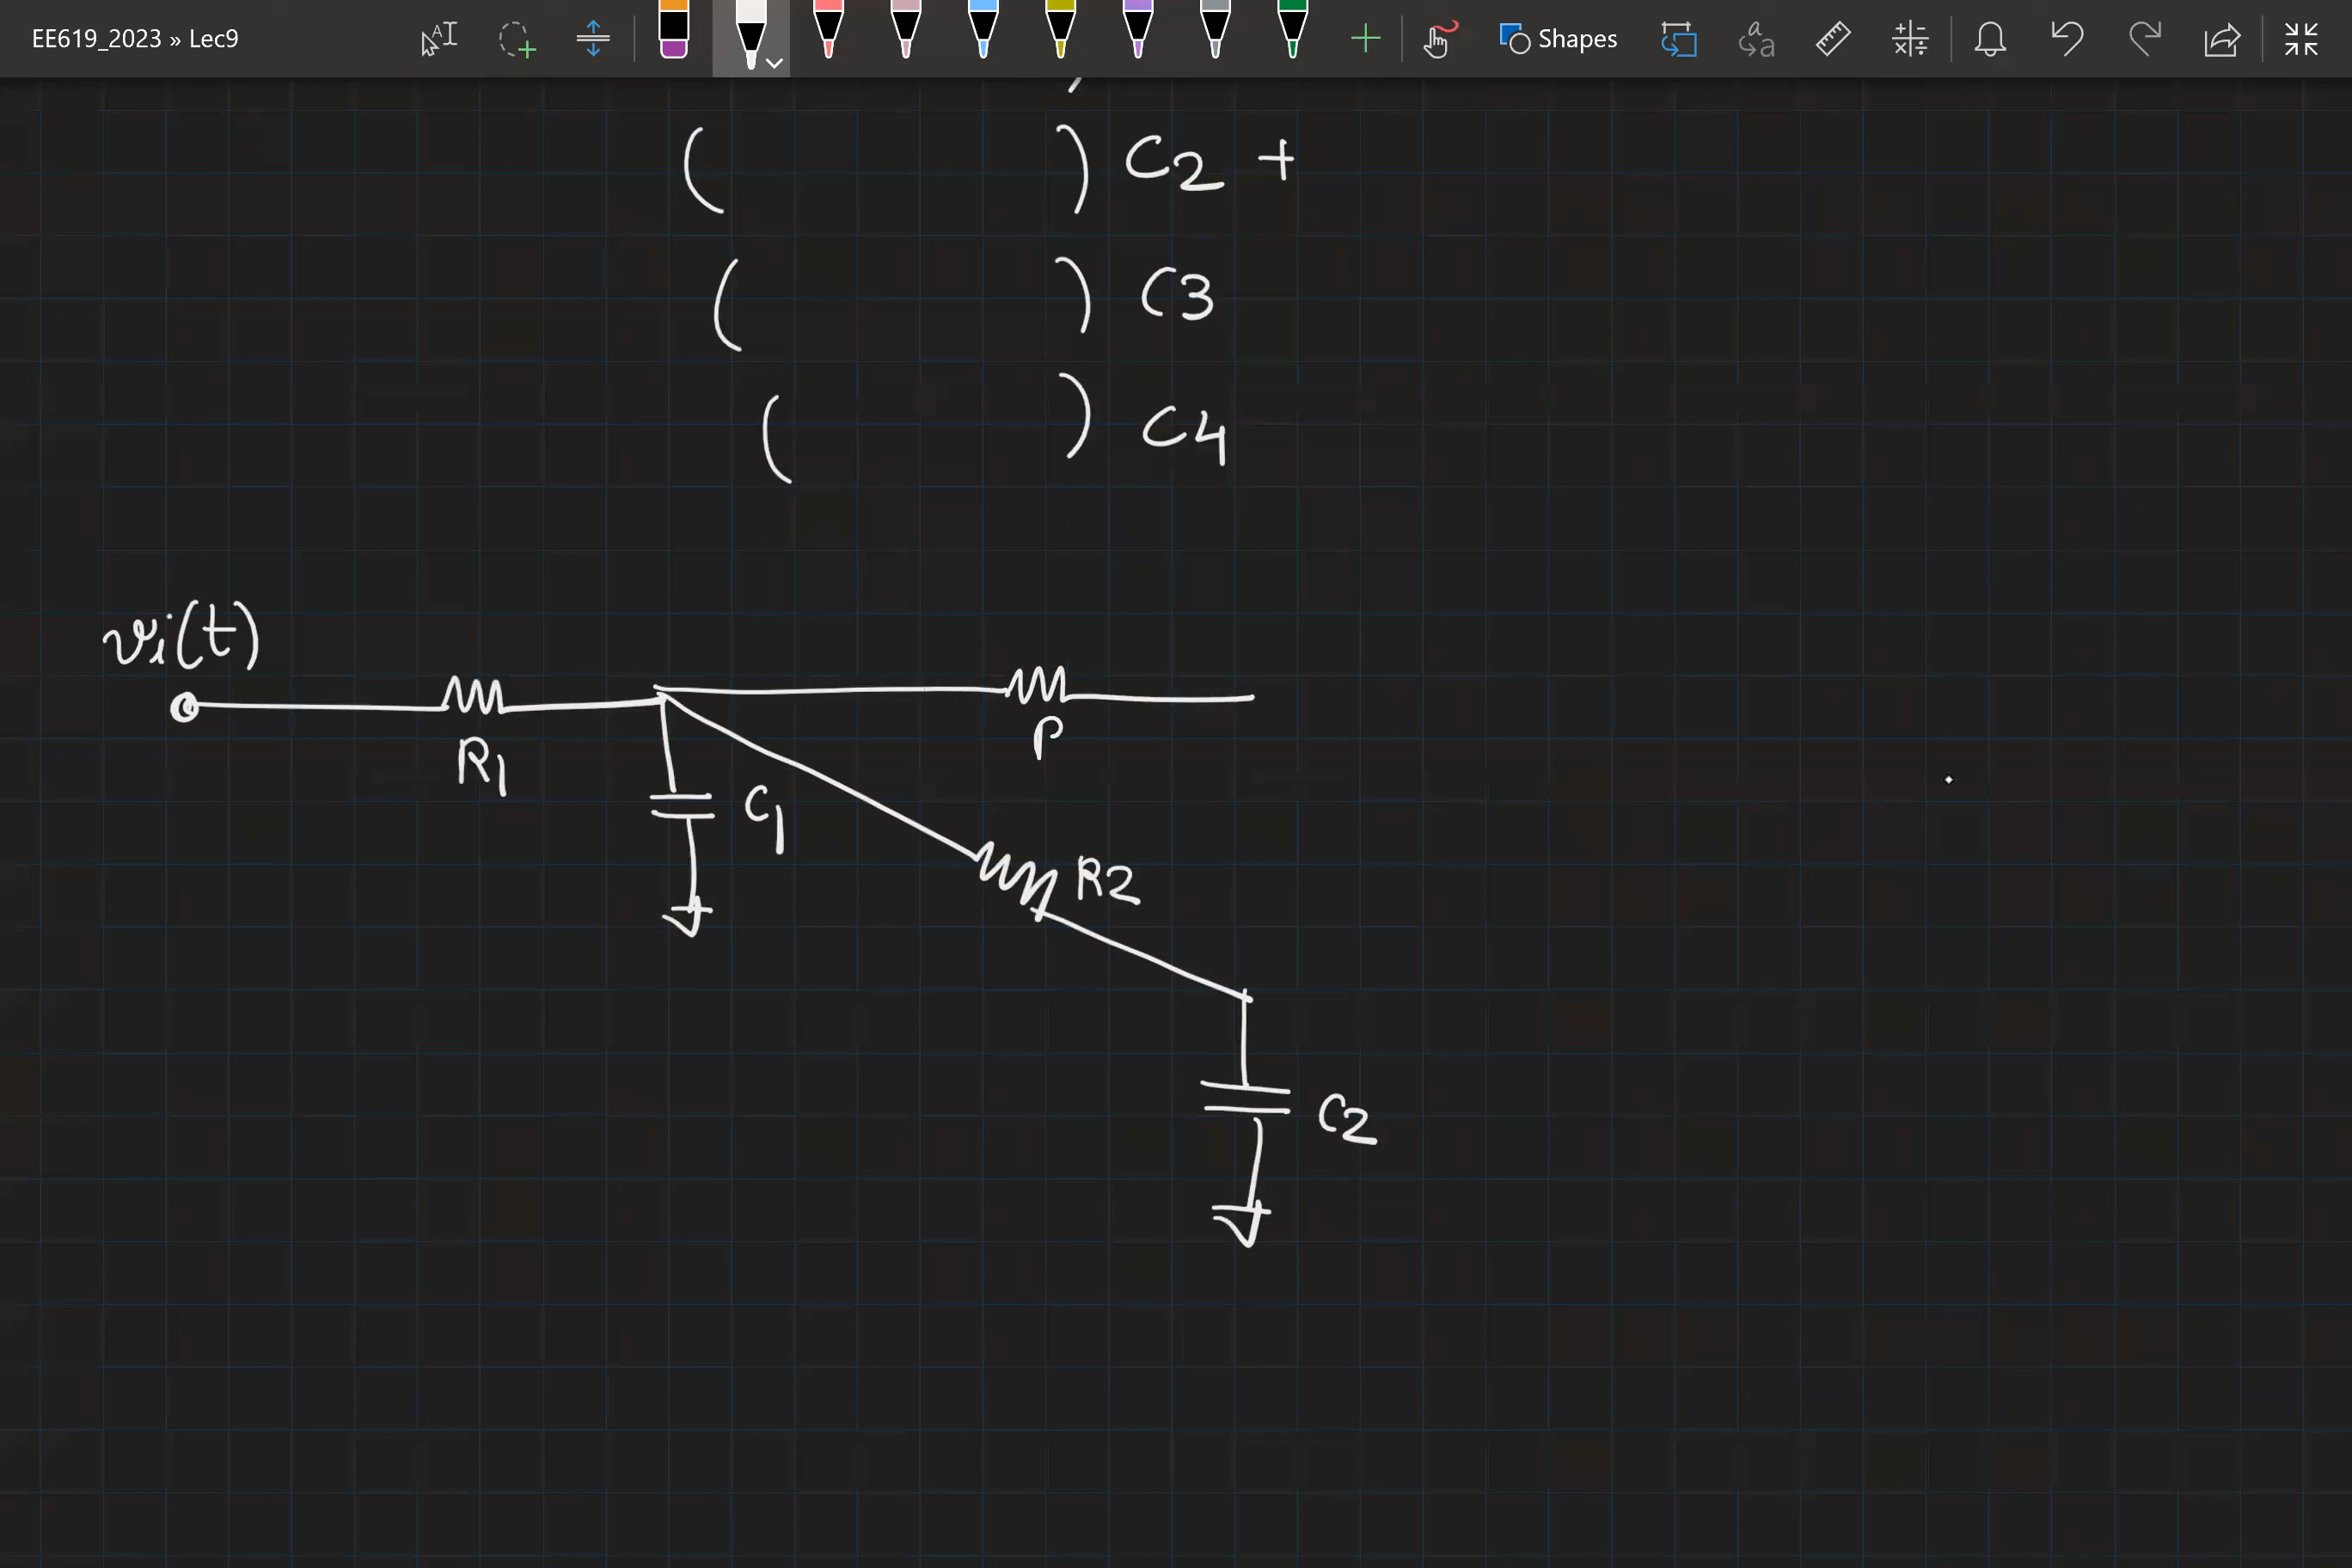 EE619_2023 » Lec9
Shapes
( ) C2 +
( ) C3
( ) C4
vi(t)
R1
P
C1
R2
C2